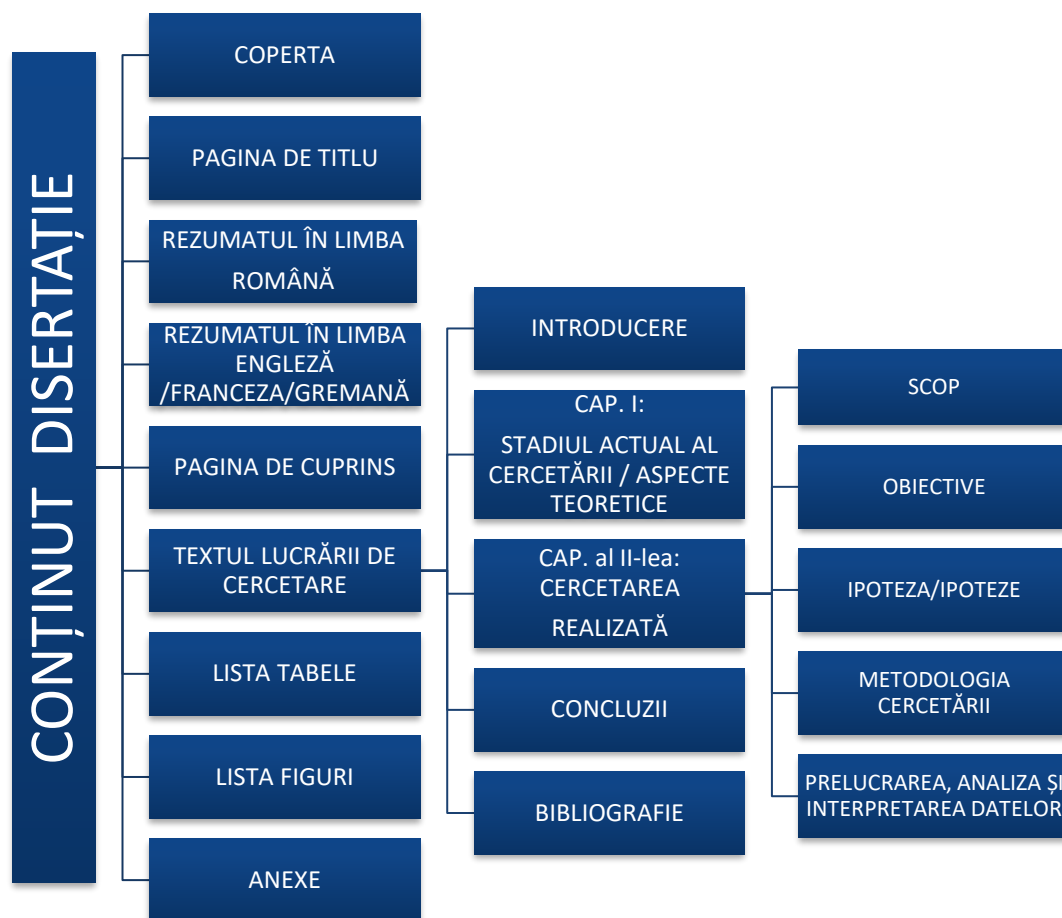 CONȚINUT DISERTAȚIE
COPERTA
PAGINA DE TITLU
REZUMATUL ÎN LIMBA
ROMÂNĂ
REZUMATUL ÎN LIMBA
ENGLEZĂ
/FRANCEZA/GREMANĂ
PAGINA DE CUPRINS
TEXTUL LUCRĂRII DE
CERCETARE
LISTA TABELE
LISTA FIGURI
ANEXE
INTRODUCERE
CAP. I:
STADIUL ACTUAL AL
CERCETĂRII / ASPECTE
TEORETICE
CAP. al II-lea:
CERCETAREA
REALIZATĂ
CONCLUZII
BIBLIOGRAFIE
SCOP
OBIECTIVE
IPOTEZA/IPOTEZE
METODOLOGIA
CERCETĂRII
PRELUCRAREA, ANALIZA ȘI
INTERPRETAREA DATELOR